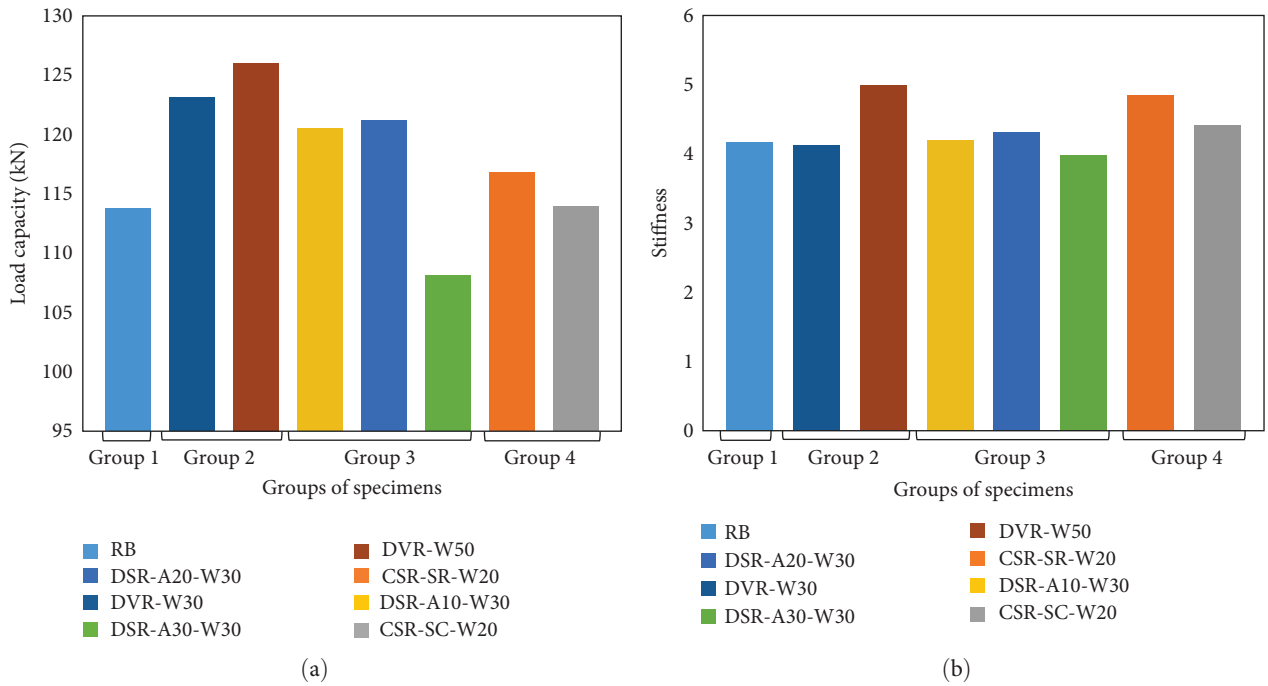 130
125
120
115
110
105
100
95
Load capacity (kN)
Group 1 Group 2 Group 3 Group 4
Groups of specimens
RB
DSR-A20-W30
DVR-W30
DSR-A30-W30
DVR-W50
CSR-SR-W20
DSR-A10-W30
CSR-SC-W20
(a)
6
5
4
3
2
1
0
Stiffness
Group 1 Group 2 Group 3 Group 4
Groups of specimens
RB
DSR-A20-W30
DVR-W30
DSR-A30-W30
DVR-W50
CSR-SR-W20
DSR-A10-W30
CSR-SC-W20
(b)